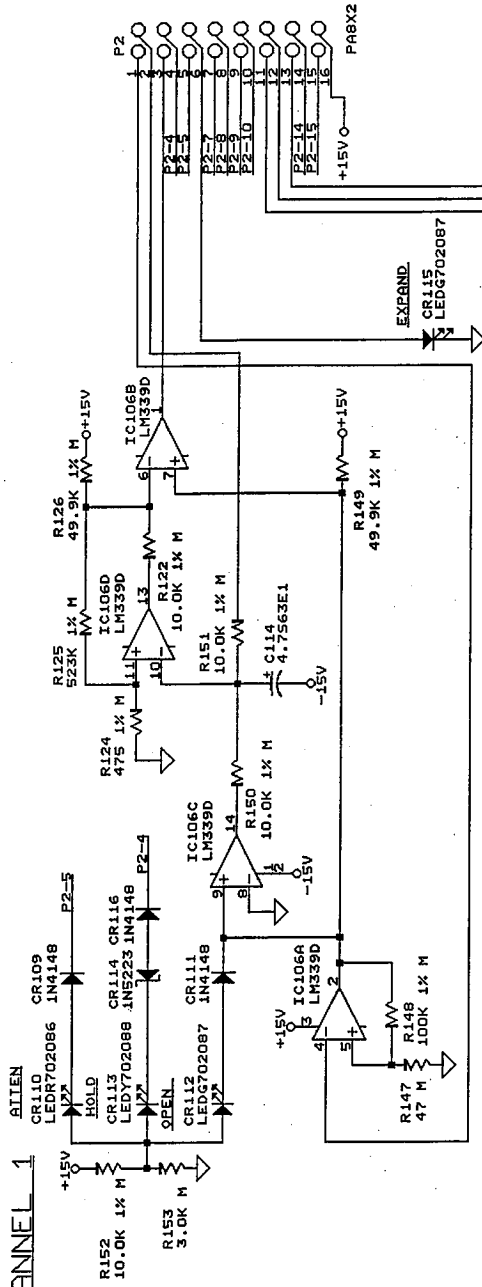 ANNEL 1
+15V
R152
10.0K 1% M
R153
3.0K M
ATTEN
CR110
LEDR702086
HOLD
CR113
LEDY702088
OPEN
CR112
LEDG702087
CR109
1N4148
P2-5
CR114
1N5223
CR116
1N4148
P2-4
CR111
1N4148
+15V
3
4
5
2
IC106A
LM339D
R148
100K 1% M
R147
47 M
IC106C
LM339D
9
8
14
12
-15V
R150
10.0K 1% M
R124
475 1% M
R125
523K 1% M
IC106D
LM339D
11
10
13
R122
10.0K 1% M
R151
10.0K 1% M
C114
4.7S63E1
-15V
R126
49.9K 1% M
+15V
IC106B
LM339D
6
7
1
R149
49.9K 1% M
+15V
EXPAND
CR115
LEDG702087
P2
1
2
3
4
5
6
7
8
9
10
11
12
13
14
15
16
P2-4
P2-5
P2-7
P2-8
P2-9
P2-10
P2-14
P2-15
+15V
PA8X2